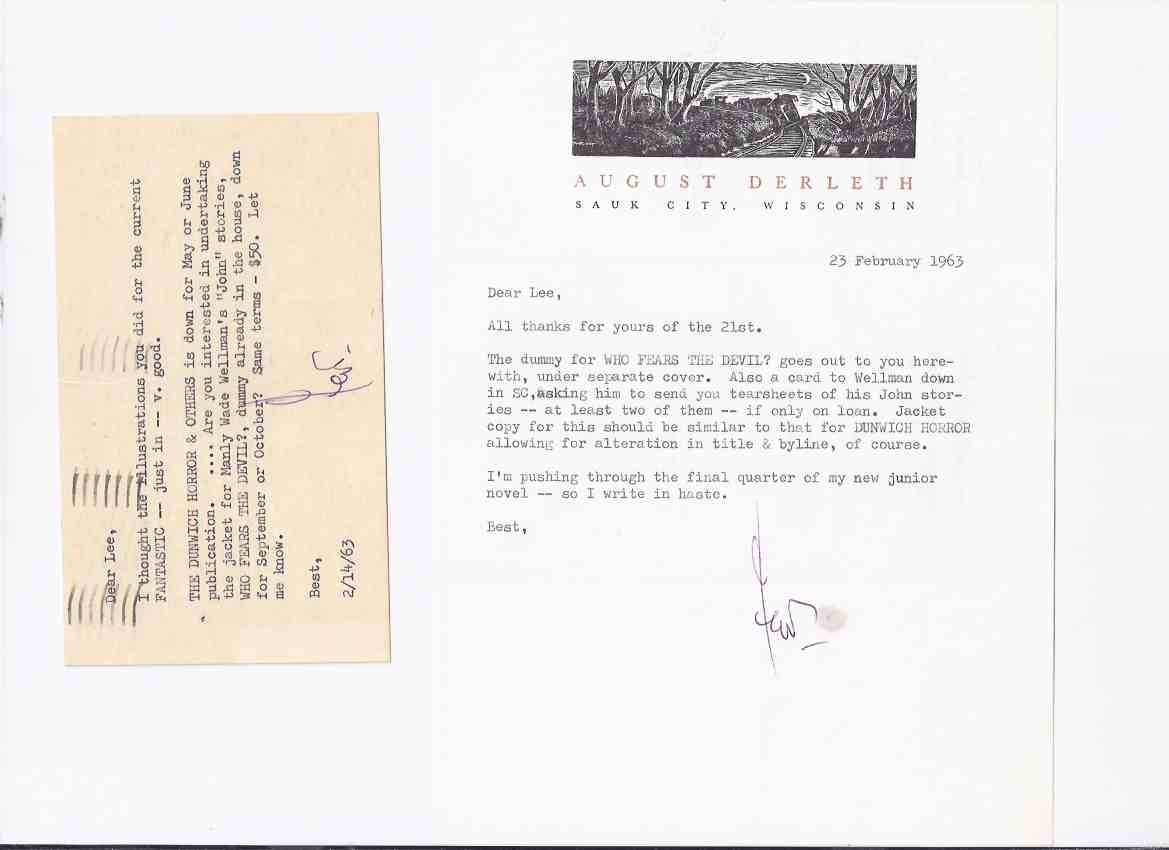 Dear Lee,
I thought the illustrations you did for the current
FANTASTIC -- just in -- v. good.
THE DUNWICH HORROR & OTHERS is down for May or June
publication. .... Are you interested in undertaking
the jacket for Manly Wade Wellman's "John" stories,
WHO FEARS THE DEVIL?, dummy already in the house, down
for September or October? Same terms - $50. Let
me know.
Best,
2/14/63
AUGUST DERLETH
SAUK CITY, WISCONSIN
23 February 1963
Dear Lee,
All thanks for yours of the 21st.
The dummy for WHO FEARS THE DEVIL? goes out to you here-
with, under separate cover. Also a card to Wellman down
in SC,asking him to send you tearsheets of his John stor-
ies -- at least two of them -- if only on loan. Jacket
copy for this should be similar to that for DUNWICH HORROR
allowing for alteration in title & byline, of course.
I'm pushing through the final quarter of my new junior
novel -- so I write in haste.
Best,